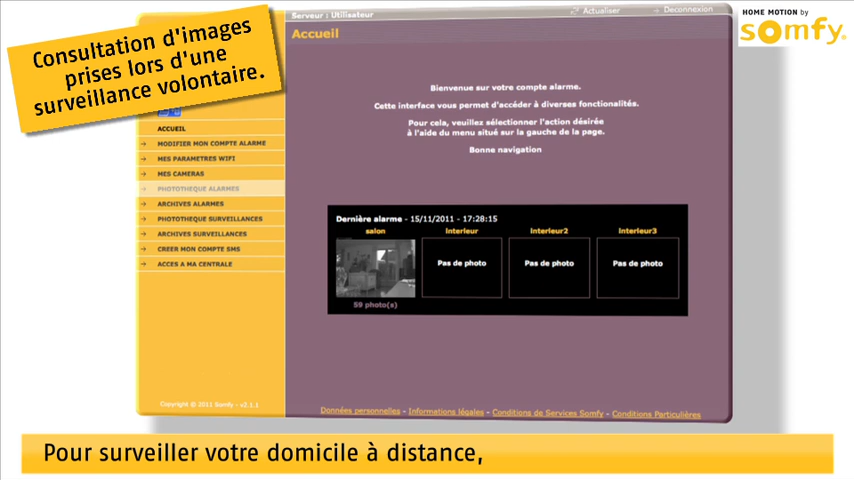 Consultation d'images
prises lors d'une
surveillance volontaire.
Serveur : Utilisateur
Actualiser
Deconnexion
HOME MOTION by
somfy®
Accueil
Bienvenue sur votre compte alarme.
Cette interface vous permet d'accéder à diverses fonctionalités.
Pour cela, veuillez sélectionner l'action désirée
à l'aide du menu situé sur la gauche de la page.
Bonne navigation
ACCUEIL
MODIFIER MON COMPTE ALARME
MES PARAMETRES WIFI
MES CAMERAS
PHOTOTHEQUE ALARMES
ARCHIVES ALARMES
PHOTOTHEQUE SURVEILLANCES
ARCHIVES SURVEILLANCES
CREER MON COMPTE SMS
ACCES A MA CENTRALE
Dernière alarme - 15/11/2011 - 17:28:15
salon Interieur Interieur2 Interieur3
Pas de photo Pas de photo Pas de photo
59 photo(s)
Copyright @ 2011 Somfy - v2.1.1
Données personnelles - Informations légales - Conditions de Services Somfy - Conditions Particulières
Pour surveiller votre domicile à distance,